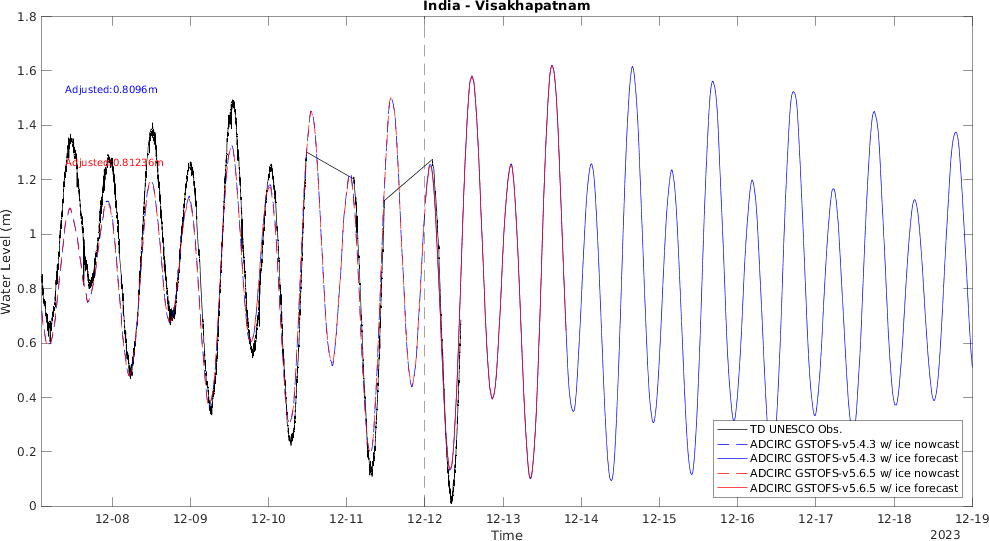 India - Visakhapatnam
1.8
1.6
1.4
1.2
1
0.8
0.6
0.4
0.2
0
Water Level (m)
Adjusted:0.8096m
Adjusted:0.81236m
TD UNESCO Obs.
ADCIRC GSTOFS-v5.4.3 w/ ice nowcast
ADCIRC GSTOFS-v5.4.3 w/ ice forecast
ADCIRC GSTOFS-v5.6.5 w/ ice nowcast
ADCIRC GSTOFS-v5.6.5 w/ ice forecast
12-08 12-09 12-10 12-11 12-12 12-13 12-14 12-15 12-16 12-17 12-18 12-19
Time 2023